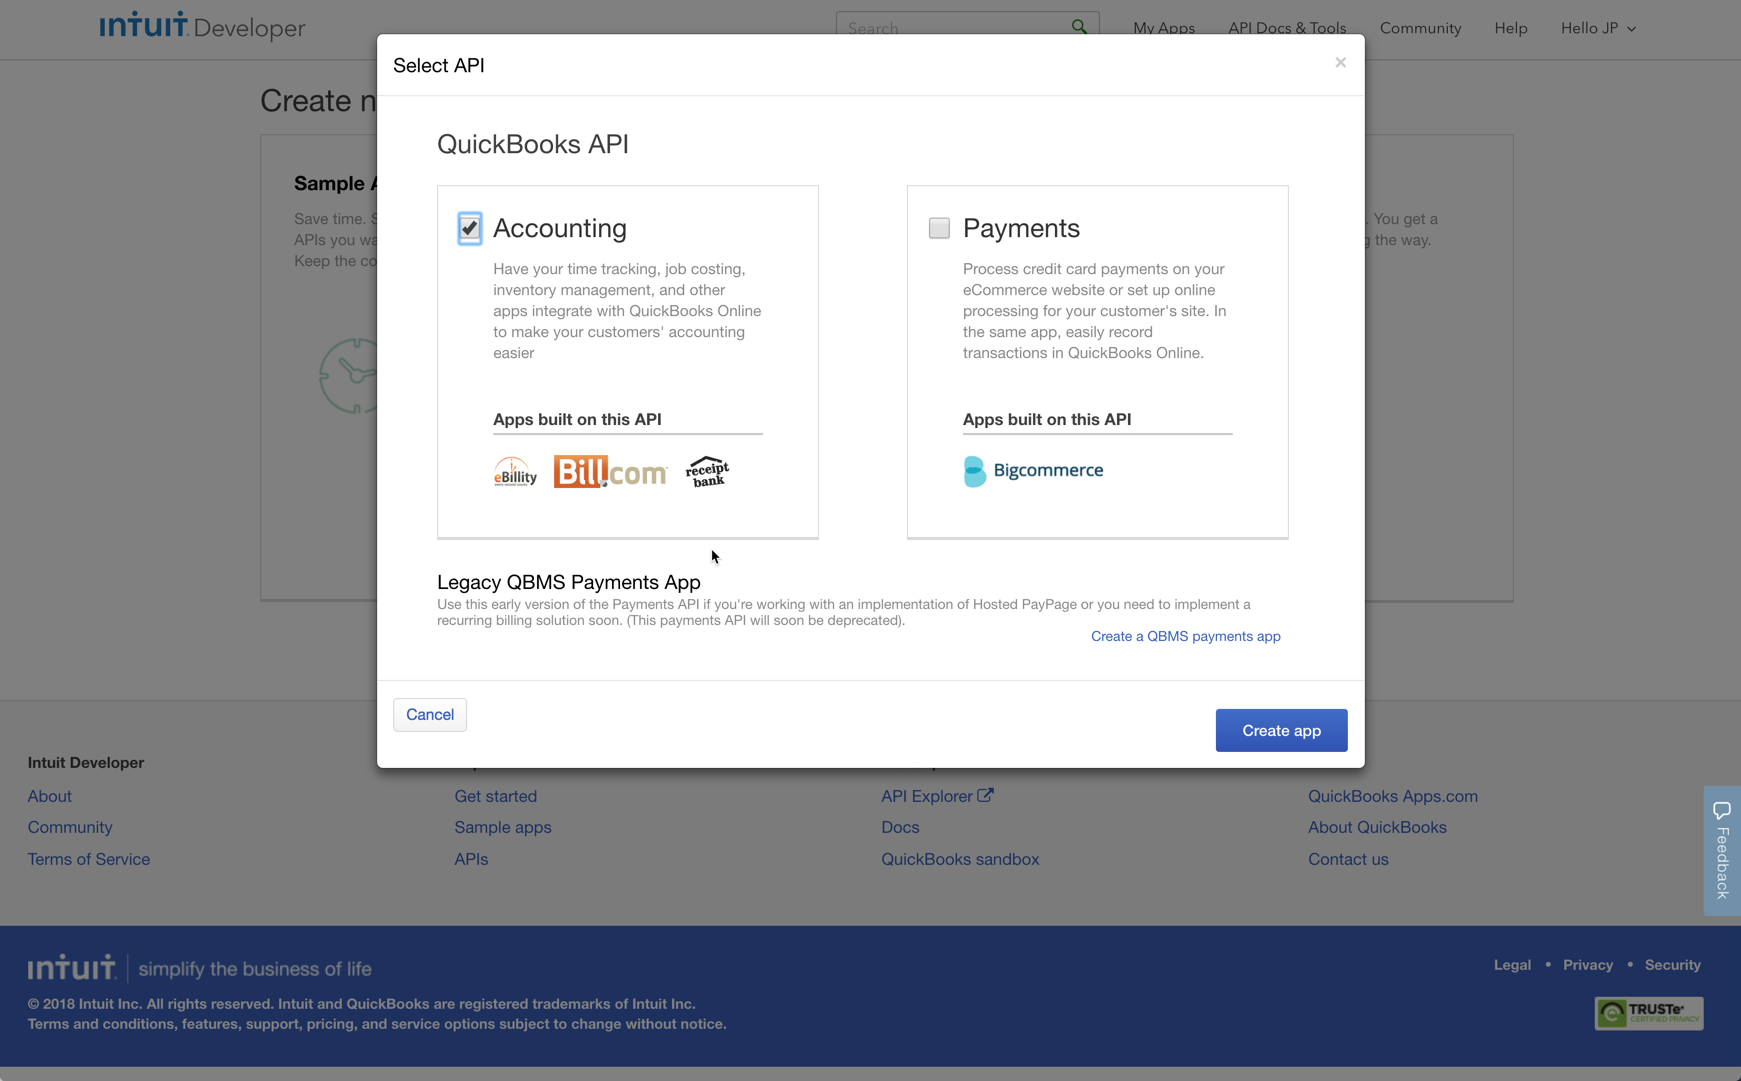 intuit Developer
Search
My Apps
API Docs & Tools
Community
Help
Hello JP
Select API
×
Create n
QuickBooks API
Sample A
Save time. S
APIs you wa
Keep the co
. You get a
g the way.
Accounting
Have your time tracking, job costing,
inventory management, and other
apps integrate with QuickBooks Online
to make your customers' accounting
easier
Apps built on this API
eBillity
Bill.com
receipt
bank
Payments
Process credit card payments on your
eCommerce website or set up online
processing for your customer's site. In
the same app, easily record
transactions in QuickBooks Online.
Apps built on this API
Bigcommerce
Legacy QBMS Payments App
Use this early version of the Payments API if you're working with an implementation of Hosted PayPage or you need to implement a
recurring billing solution soon. (This payments API will soon be deprecated).
Create a QBMS payments app
Cancel
Create app
Intuit Developer
About
Community
Terms of Service
Get started
Sample apps
APIs
API Explorer
Docs
QuickBooks sandbox
QuickBooks Apps.com
About QuickBooks
Contact us
Feedback
intuit. simplify the business of life
Legal • Privacy • Security
© 2018 Intuit Inc. All rights reserved. Intuit and QuickBooks are registered trademarks of Intuit Inc.
Terms and conditions, features, support, pricing, and service options subject to change without notice.
TRUSTe
CERTIFIED PRIVACY